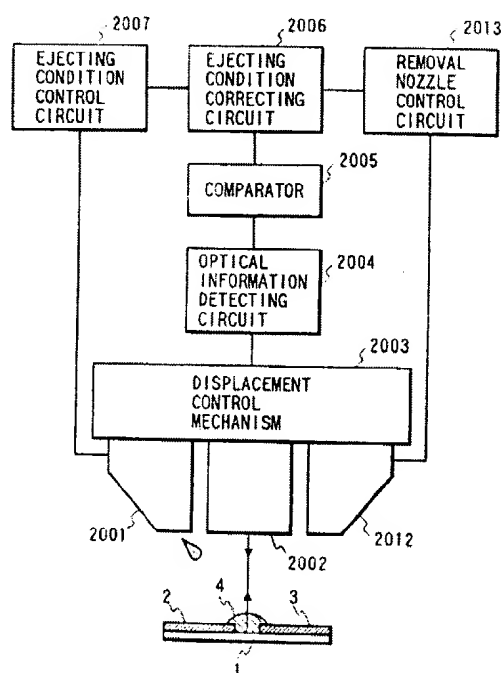 2007
2006
2013
EJECTING
CONDITION
CONTROL
CIRCUIT
EJECTING
CONDITION
CORRECTING
CIRCUIT
REMOVAL
NOZZLE
CONTROL
CIRCUIT
2005
COMPARATOR
2004
OPTICAL
INFORMATION
DETECTING
CIRCUIT
2003
DISPLACEMENT
CONTROL
MECHANISM
2001
2002
2012
2
4
3
1